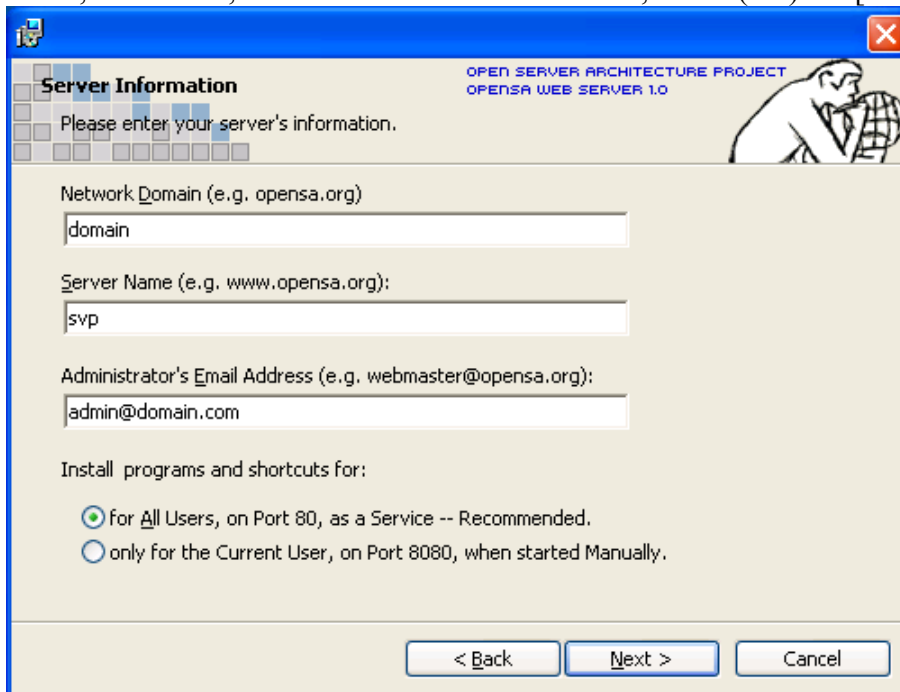 Server Information
OPEN SERVER ARCHITECTURE PROJECT
OPENSA WEB SERVER 1.0
Please enter your server's information.
Network Domain (e.g. opensa.org)
domain
Server Name (e.g. www.opensa.org):
svp
Administrator's Email Address (e.g. webmaster@opensa.org):
admin@domain.com
Install programs and shortcuts for:
for All Users, on Port 80, as a Service -- Recommended.
only for the Current User, on Port 8080, when started Manually.
< Back Next > Cancel